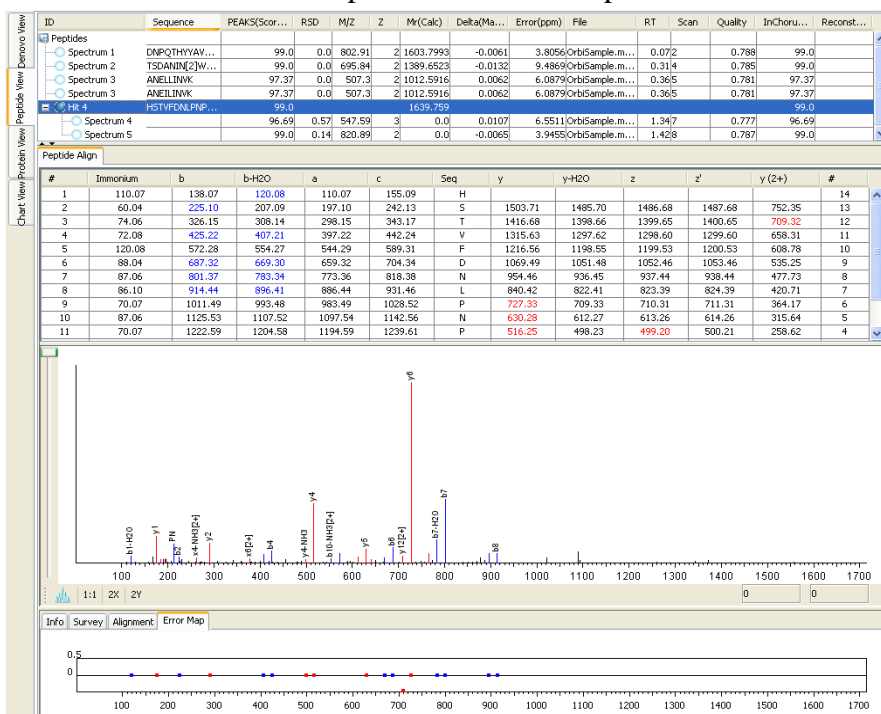 ID Sequence PEAKS(Scor... RSD M/Z Z Mr(Calc) Delta(Ma... Error(ppm) File RT Scan Quality InChoru... Reconst...
Peptides
Spectrum 1 DNPQTHYYAV... 99.0 0.0 802.91 2 1603.7993 -0.0061 3.8056 OrbiSample.m... 0.07 2 0.788 99.0
Spectrum 2 TSDANIN[2]W... 99.0 0.0 695.84 2 1389.6523 -0.0132 9.4869 OrbiSample.m... 0.31 4 0.785 99.0
Spectrum 3 ANELLINVK 97.37 0.0 507.3 2 1012.5916 0.0062 6.0879 OrbiSample.m... 0.36 5 0.781 97.37
Spectrum 3 ANEILINVK 97.37 0.0 507.3 2 1012.5916 0.0062 6.0879 OrbiSample.m... 0.36 5 0.781 97.37
Hit 4 HSTVFDNLPNP... 99.0 1639.759 99.0
Spectrum 4 96.69 0.57 547.59 3 0.0 0.0107 6.5511 OrbiSample.m... 1.34 7 0.777 96.69
Spectrum 5 99.0 0.14 820.89 2 0.0 -0.0065 3.9455 OrbiSample.m... 1.42 8 0.787 99.0
Denovo View
Peptide View
Protein View
Chart View
Peptide Align
# Immonium b b-H2O a c Seq y y-H2O z z' y (2+) #
1 110.07 138.07 120.08 110.07 155.09 H 14
2 60.04 225.10 207.09 197.10 242.13 S 1503.71 1485.70 1486.68 1487.68 752.35 13
3 74.06 326.15 308.14 298.15 343.17 T 1416.68 1398.66 1399.65 1400.65 709.32 12
4 72.08 425.22 407.21 397.22 442.24 V 1315.63 1297.62 1298.60 1299.60 658.31 11
5 120.08 572.28 554.27 544.29 589.31 F 1216.56 1198.55 1199.53 1200.53 608.78 10
6 88.04 687.32 669.30 659.32 704.34 D 1069.49 1051.48 1052.46 1053.46 535.25 9
7 87.06 801.37 783.34 773.36 818.38 N 954.46 936.45 937.44 938.44 477.73 8
8 86.10 914.44 896.41 886.44 931.46 L 840.42 822.41 823.39 824.39 420.71 7
9 70.07 1011.49 993.48 983.49 1028.52 P 727.33 709.33 710.31 711.31 364.17 6
10 87.06 1125.53 1107.52 1097.54 1142.56 N 630.28 612.27 613.26 614.26 315.64 5
11 70.07 1222.59 1204.58 1194.59 1239.61 P 516.25 498.23 499.20 500.21 258.62 4
b1-H2O y1 PN b2 x4-NH3[2+] y2 x6[2+] b4 y4-NH3 y4 b10-NH3[2+] y5 b6 y12[2+] y6 b7-H2O b7 b8
100 200 300 400 500 600 700 800 900 1000 1100 1200 1300 1400 1500 1600 1700
1:1 2X 2Y 0 0
Info Survey Alignment Error Map
0.5
0
100 200 300 400 500 600 700 800 900 1000 1100 1200 1300 1400 1500 1600 1700